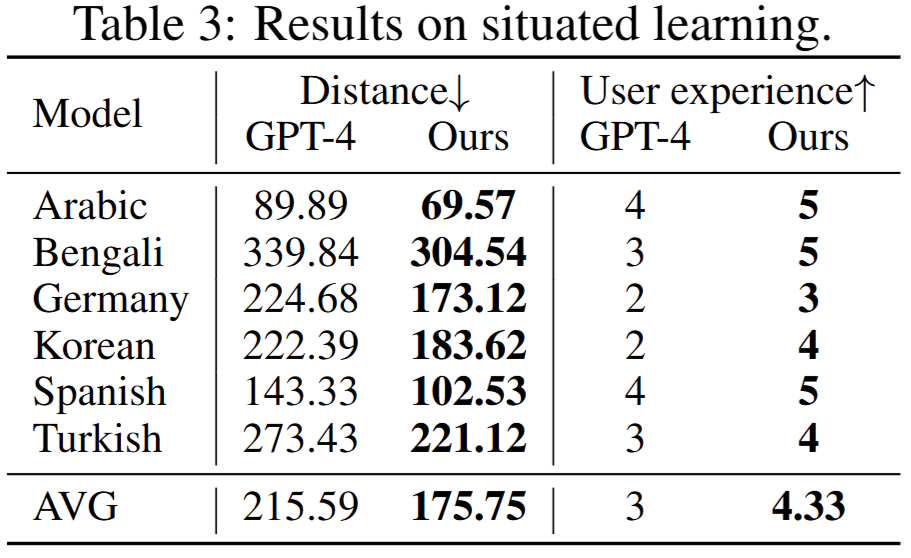 Table 3: Results on situated learning.
Model Distance↓ User experience↑
GPT-4 Ours GPT-4 Ours
Arabic 89.89 69.57 4 5
Bengali 339.84 304.54 3 5
Germany 224.68 173.12 2 3
Korean 222.39 183.62 2 4
Spanish 143.33 102.53 4 5
Turkish 273.43 221.12 3 4
AVG 215.59 175.75 3 4.33